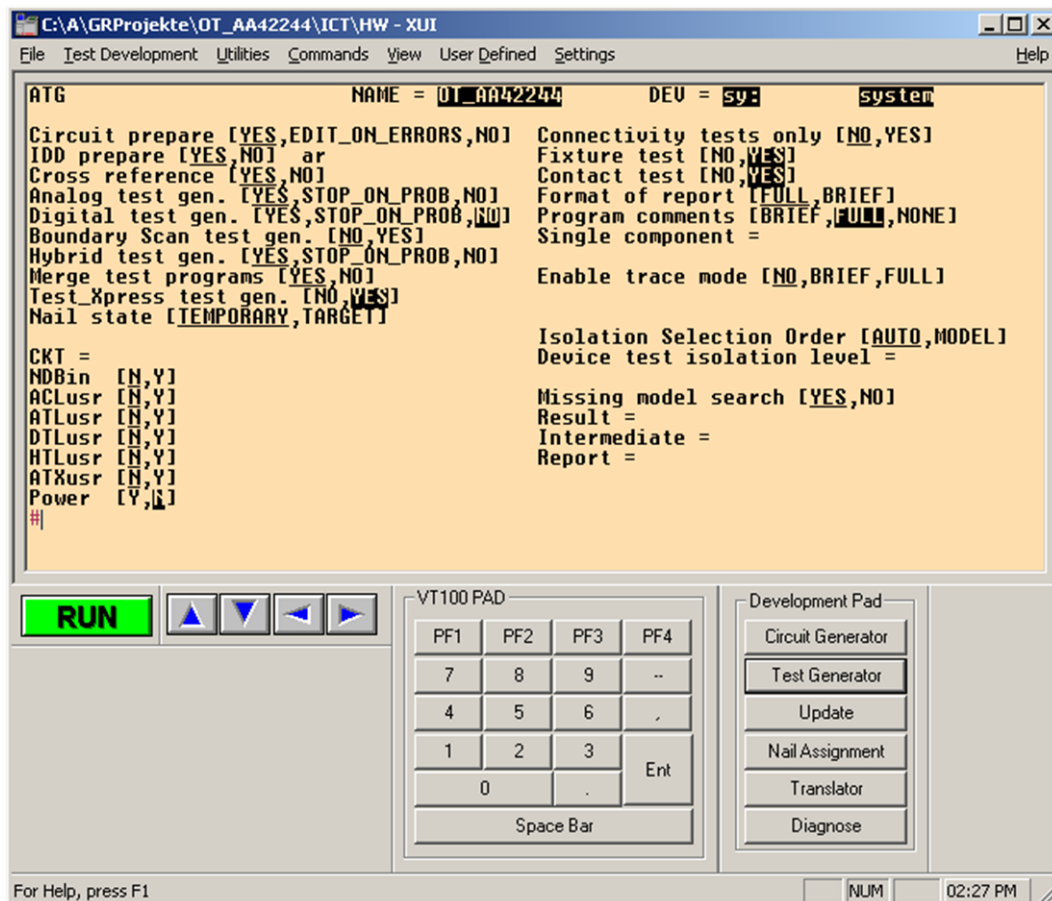 C:\A\GRProjekte\OT_AA42244\ICT\HW - XUI
File Test Development Utilities Commands View User Defined Settings Help
ATG NAME = OT_AA42244 DEV = sy: system
Circuit prepare [YES,EDIT_ON_ERRORS,NO] Connectivity tests only [NO,YES]
IDD prepare [YES,NO] ar Fixture test [NO,YES]
Cross reference [YES,NO] Contact test [NO,YES]
Analog test gen. [YES,STOP_ON_PROB,NO] Format of report [FULL,BRIEF]
Digital test gen. [YES,STOP_ON_PROB,NO] Program comments [BRIEF,FULL,NONE]
Boundary Scan test gen. [NO,YES] Single component =
Hybrid test gen. [YES,STOP_ON_PROB,NO]
Merge test programs [YES,NO] Enable trace mode [NO,BRIEF,FULL]
Test_Xpress test gen. [NO,YES]
Nail state [TEMPORARY,TARGET]
Isolation Selection Order [AUTO,MODEL]
CKT = Device test isolation level =
NDBin [N,Y]
ACLusr [N,Y] Missing model search [YES,NO]
ATLusr [N,Y] Result =
DTLusr [N,Y] Intermediate =
HTLusr [N,Y] Report =
ATXusr [N,Y]
Power [Y,N]
#
RUN
VT100 PAD
PF1 PF2 PF3 PF4
7 8 9 --
4 5 6 ,
1 2 3 Ent
0 .
Space Bar
Development Pad
Circuit Generator
Test Generator
Update
Nail Assignment
Translator
Diagnose
For Help, press F1 NUM 02:27 PM